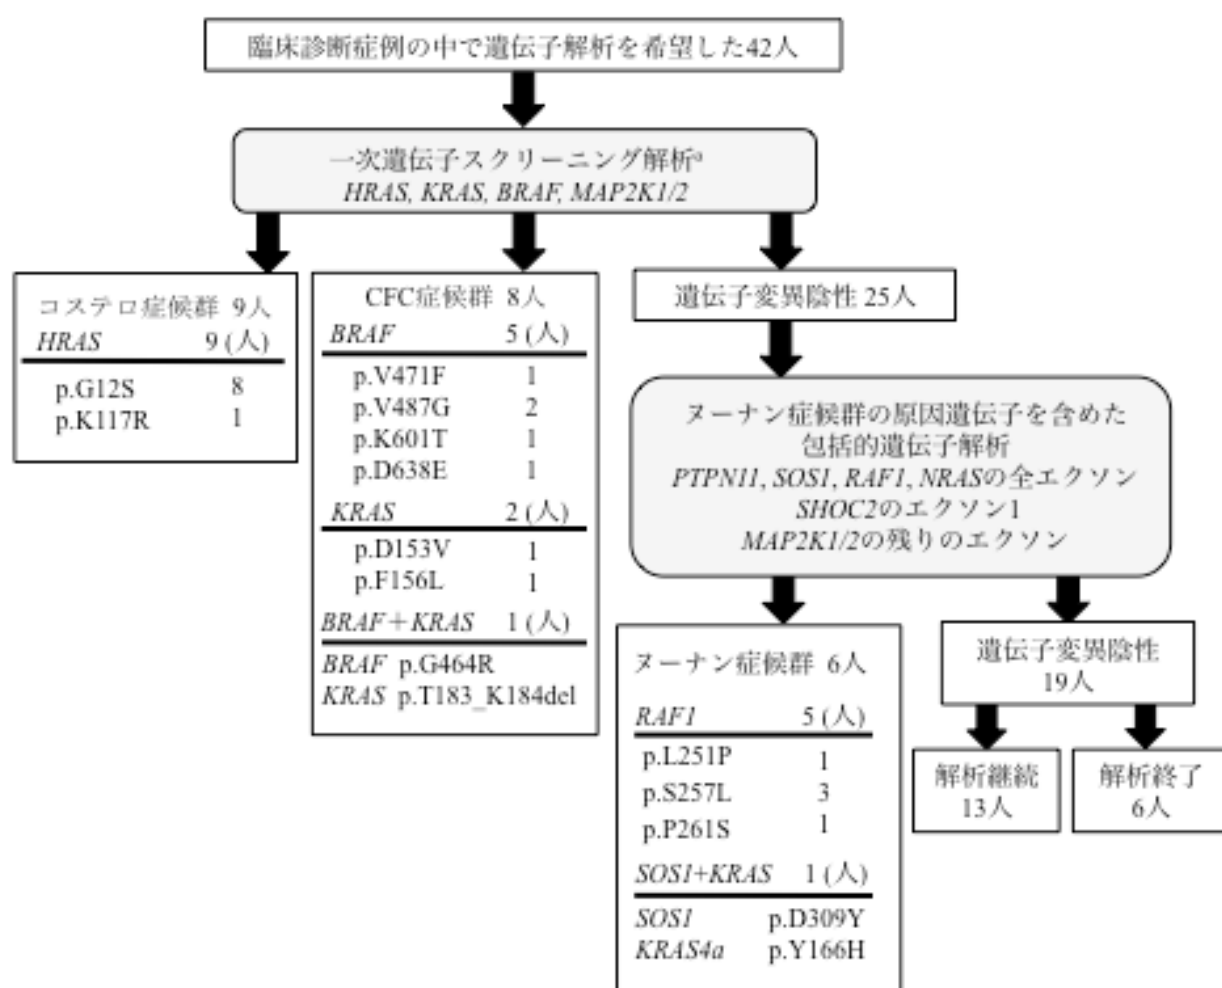 臨床診断症例の中で遺伝子解析を希望した42人
一次遺伝子スクリーニング解析a
HRAS, KRAS, BRAF, MAP2K1/2
コステロ症候群 9人
HRAS 9 (人)
p.G12S 8
p.K117R 1
CFC症候群 8人
BRAF 5 (人)
p.V471F 1
p.V487G 2
p.K601T 1
p.D638E 1
KRAS 2 (人)
p.D153V 1
p.F156L 1
BRAF+KRAS 1 (人)
BRAF p.G464R
KRAS p.T183_K184del
遺伝子変異陰性 25人
ヌーナン症候群の原因遺伝子を含めた
包括的遺伝子解析
PTPN11, SOS1, RAF1, NRASの全エクソン
SHOC2のエクソン1
MAP2K1/2の残りのエクソン
ヌーナン症候群 6人
RAF1 5 (人)
p.L251P 1
p.S257L 3
p.P261S 1
SOS1+KRAS 1 (人)
SOS1 p.D309Y
KRAS4a p.Y166H
遺伝子変異陰性
19人
解析継続
13人
解析終了
6人